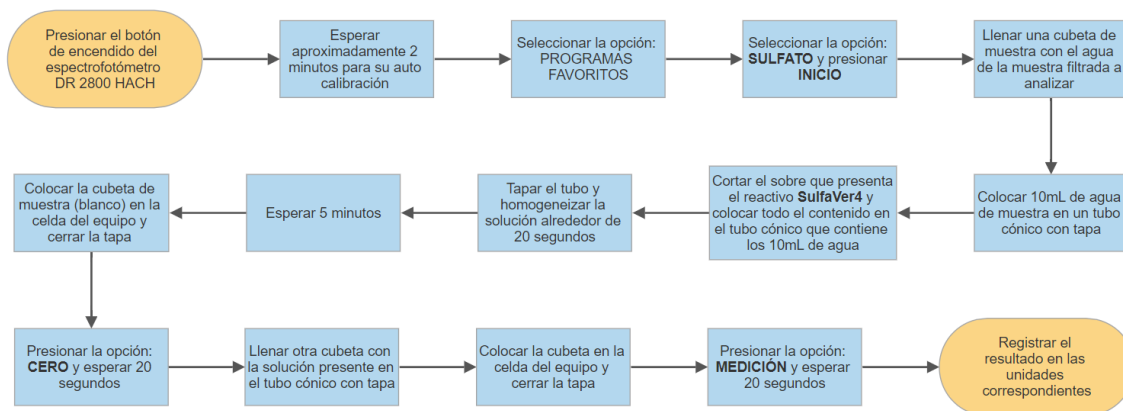 Presionar el botón
de encendido del
espectrofotómetro
DR 2800 HACH
Esperar
aproximadamente 2
minutos para su auto
calibración
Seleccionar la opción:
PROGRAMAS
FAVORITOS
Seleccionar la opción:
SULFATO y presionar
INICIO
Llenar una cubeta de
muestra con el agua
de la muestra filtrada a
analizar
Colocar 10mL de agua
de muestra en un tubo
cónico con tapa
Cortar el sobre que presenta
el reactivo SulfaVer4 y
colocar todo el contenido en
el tubo cónico que contiene
los 10mL de agua
Tapar el tubo y
homogeneizar la
solución alrededor de
20 segundos
Esperar 5 minutos
Colocar la cubeta de
muestra (blanco) en la
celda del equipo y
cerrar la tapa
Presionar la opción:
CERO y esperar 20
segundos
Llenar otra cubeta con
la solución presente en
el tubo cónico con tapa
Colocar la cubeta en la
celda del equipo y
cerrar la tapa
Presionar la opción:
MEDICIÓN y esperar
20 segundos
Registrar el
resultado en las
unidades
correspondientes